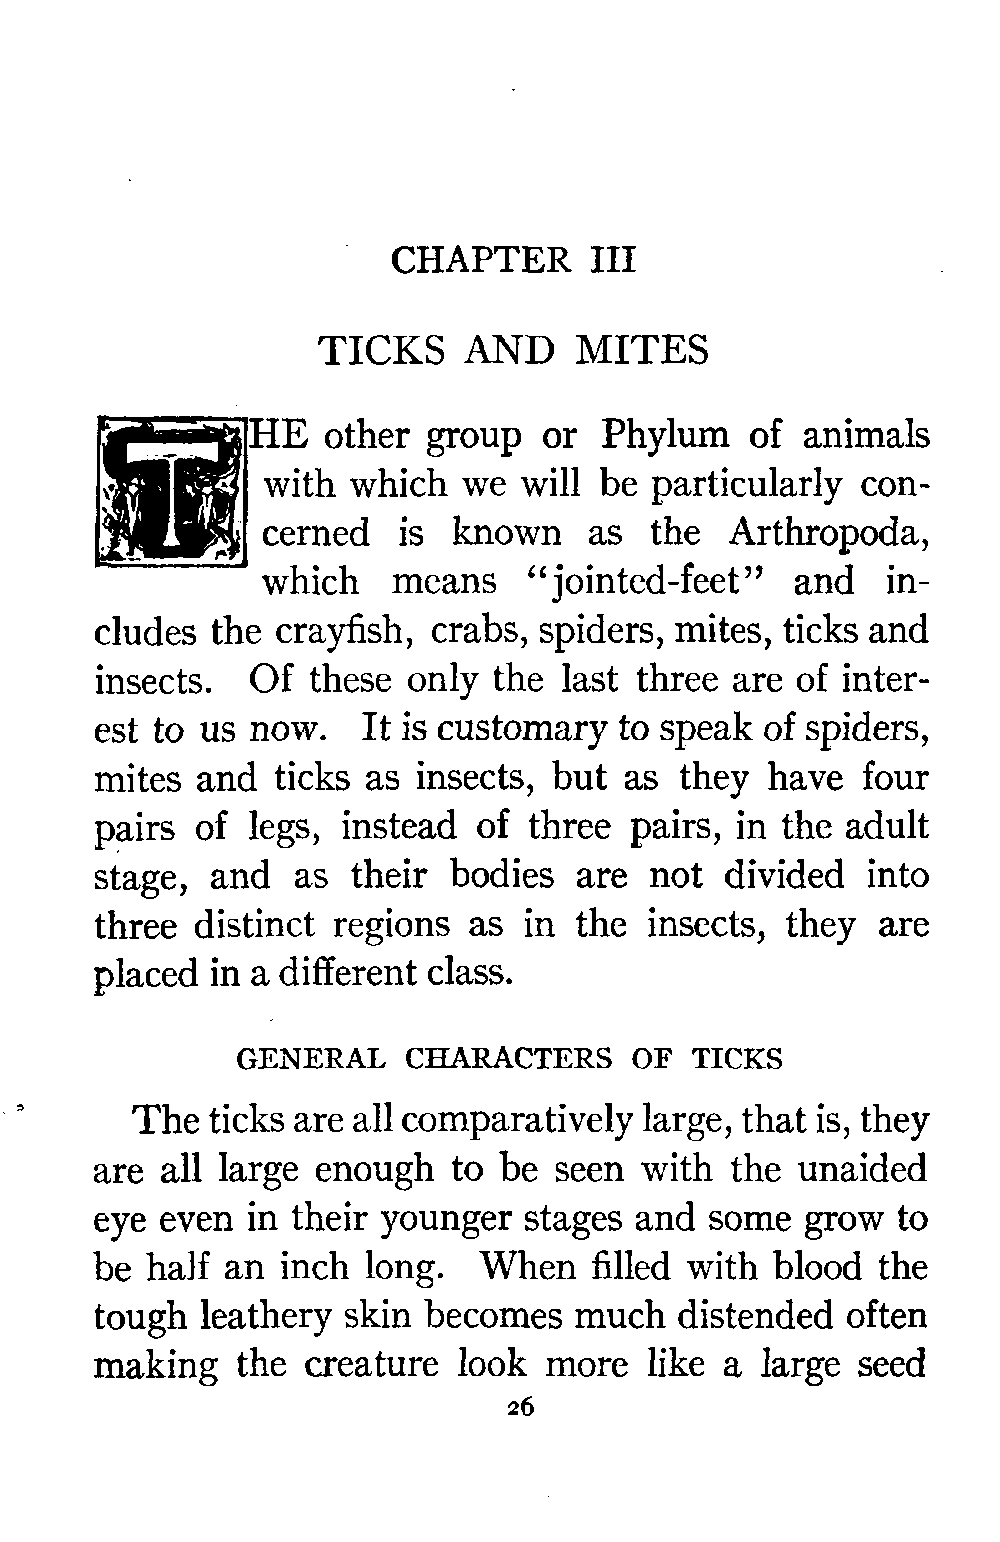 CHAPTER III
TICKS AND MITES
THE other group or Phylum of animals
with which we will be particularly con-
cerned is known as the Arthropoda,
which means “jointed-feet” and in-
cludes the crayfish, crabs, spiders, mites, ticks and
insects. Of these only the last three are of inter-
est to us now. It is customary to speak of spiders,
mites and ticks as insects, but as they have four
pairs of legs, instead of three pairs, in the adult
stage, and as their bodies are not divided into
three distinct regions as in the insects, they are
placed in a different class.
GENERAL CHARACTERS OF TICKS
The ticks are all comparatively large, that is, they
are all large enough to be seen with the unaided
eye even in their younger stages and some grow to
be half an inch long. When filled with blood the
tough leathery skin becomes much distended often
making the creature look more like a large seed
26